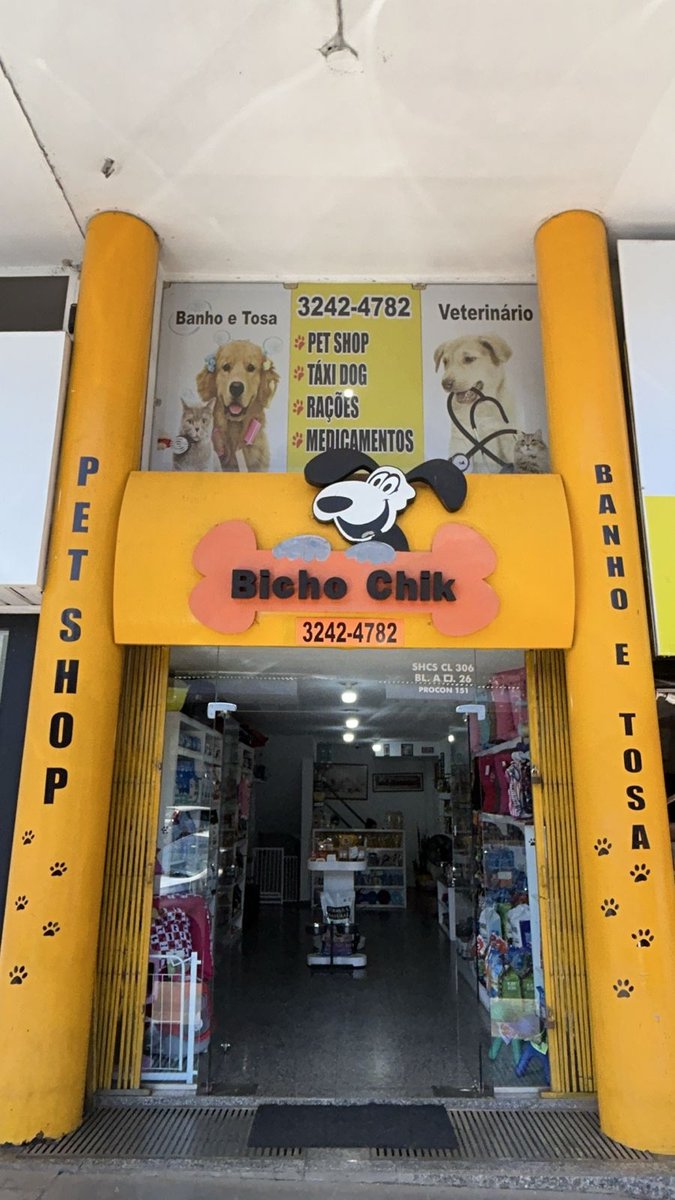 Banho e Tosa
3242-4782
PET SHOP
TÁXI DOG
RAÇÕES
MEDICAMENTOS
Veterinário
Bicho Chik
3242-4782
PET SHOP
BANHO E TOSA
SHCS CL 306
BL. A LJ. 26
PROCON 151